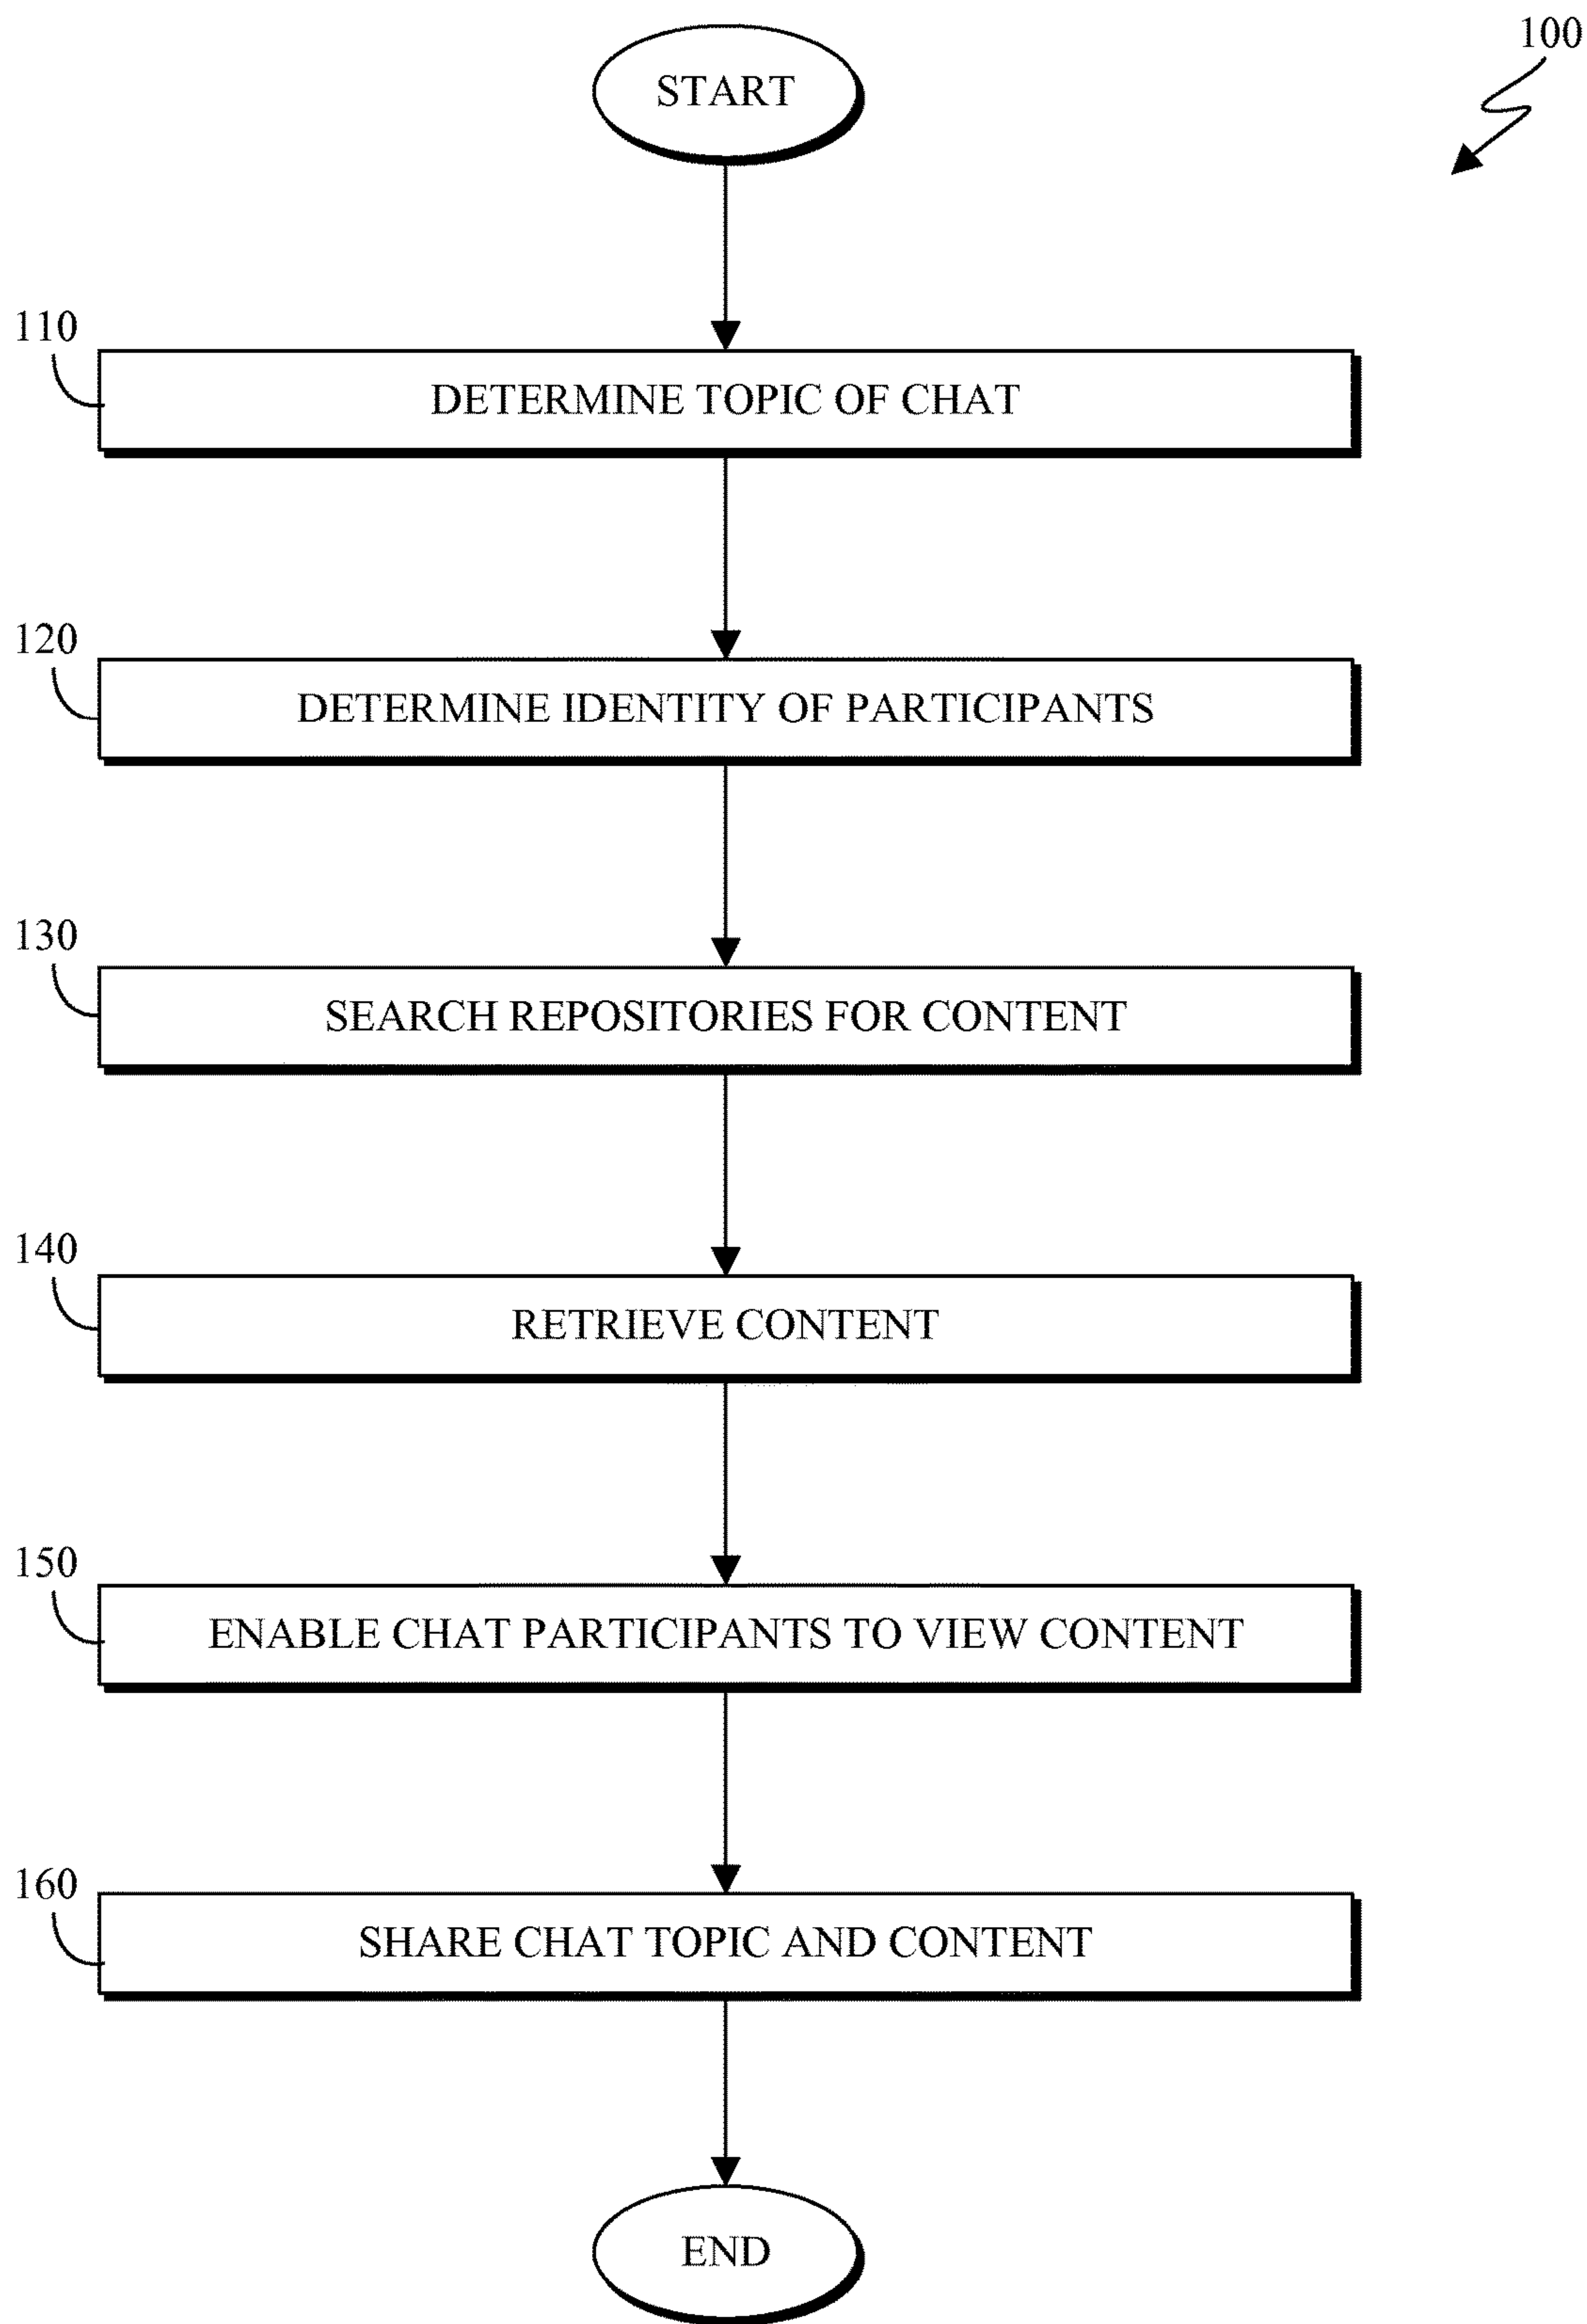 100
START
110
DETERMINE TOPIC OF CHAT
120
DETERMINE IDENTITY OF PARTICIPANTS
130
SEARCH REPOSITORIES FOR CONTENT
140
RETRIEVE CONTENT
150
ENABLE CHAT PARTICIPANTS TO VIEW CONTENT
160
SHARE CHAT TOPIC AND CONTENT
END